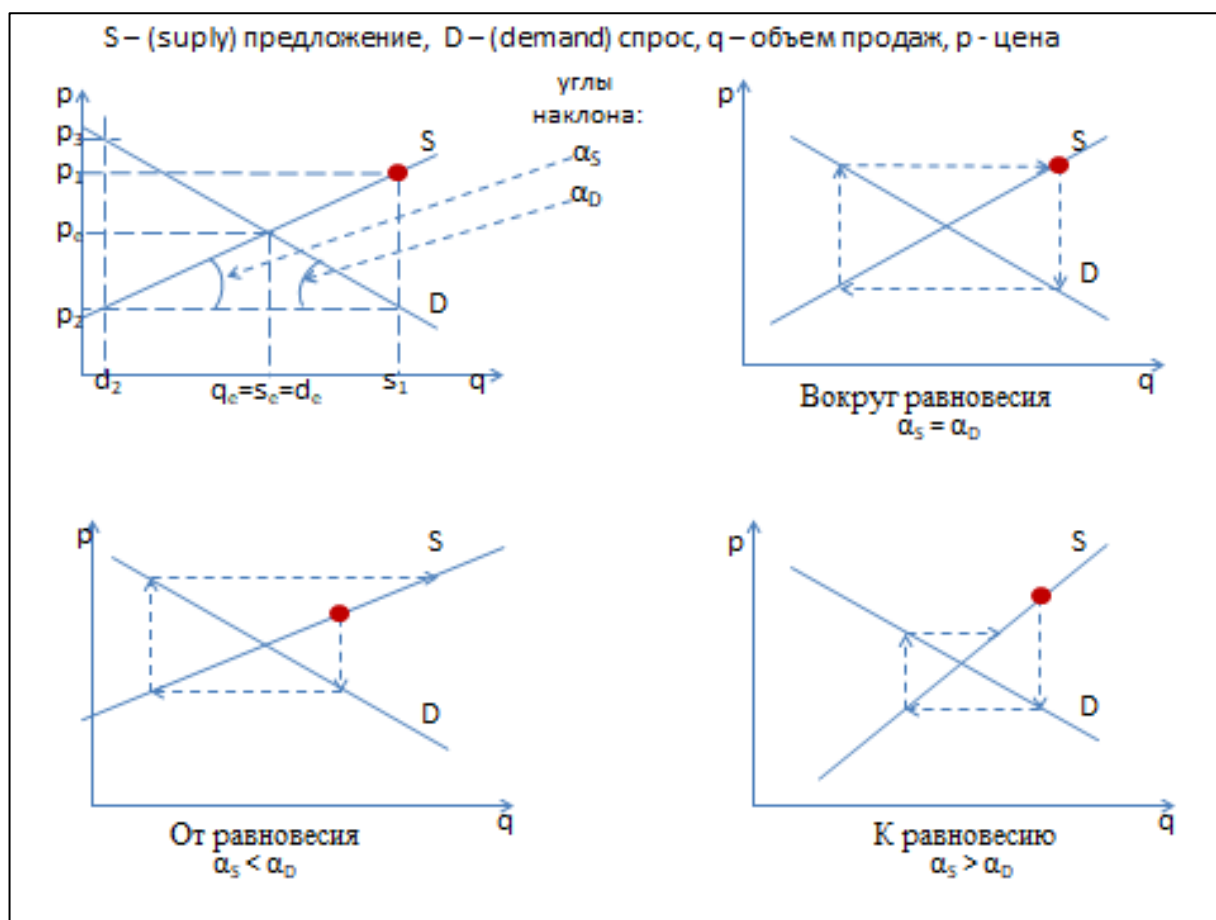 S – (suply) предложение, D – (demand) спрос, q – объем продаж, p - цена
углы
наклона:
αS
αD
p
p3
p1
pe
p2
S
D
d2
qe=se=de
s1
q
p
S
D
q
Вокруг равновесия
αS = αD
p
S
D
q
От равновесия
αS < αD
p
S
D
q
К равновесию
αS > αD